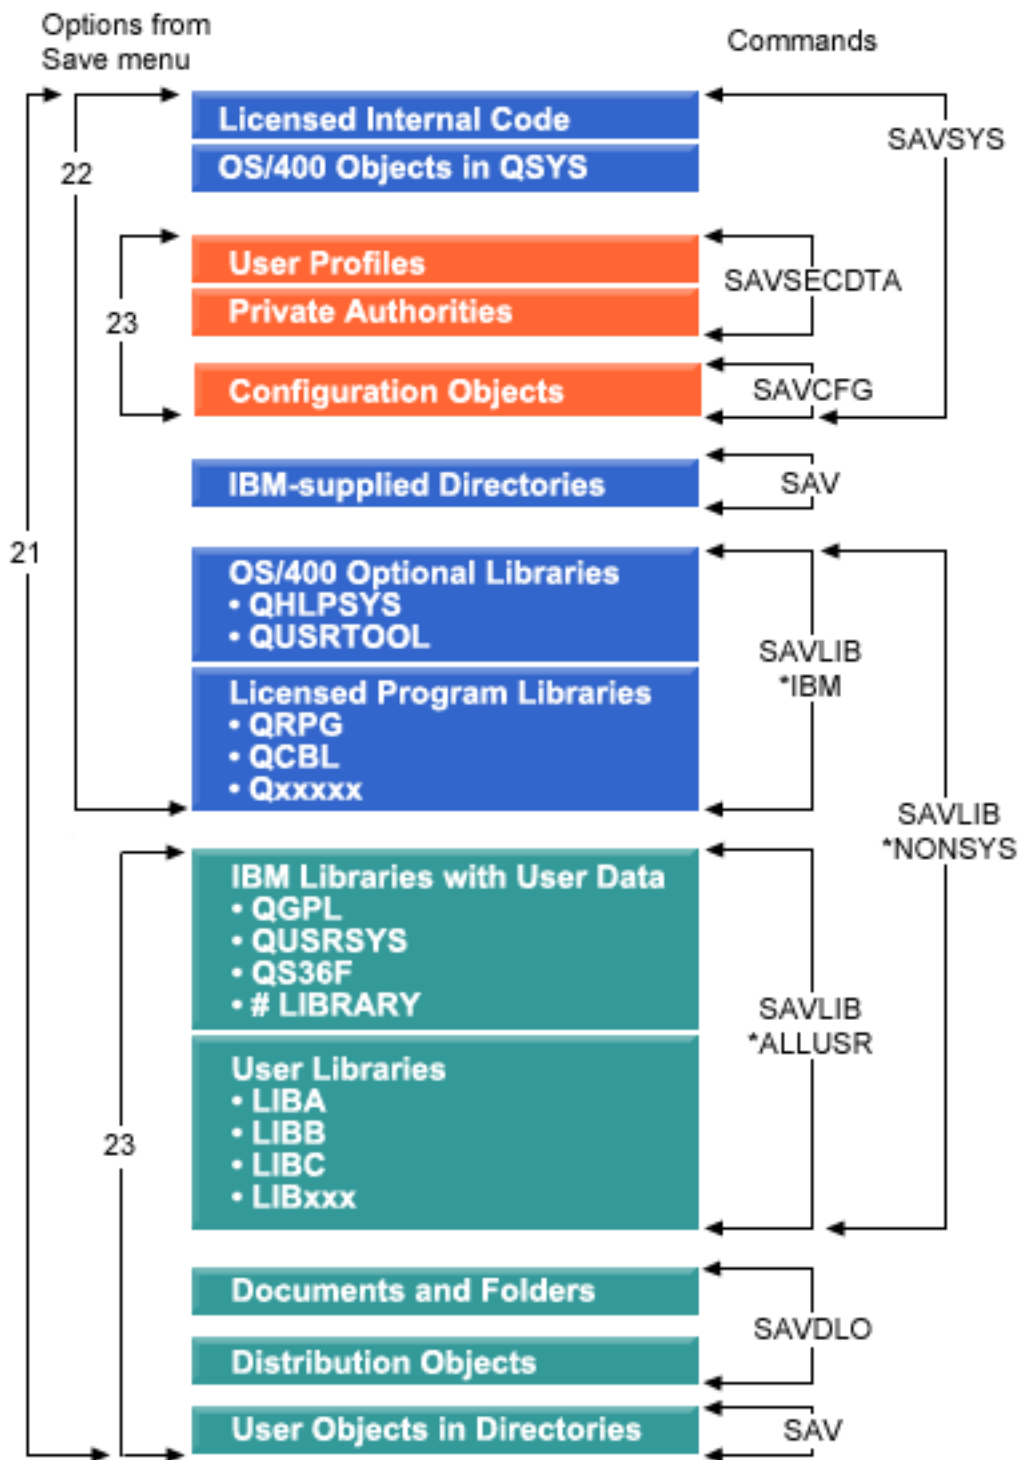 Options from
Save menu
Commands
Licensed Internal Code
SAVSYS
OS/400 Objects in QSYS
22
User Profiles
SAVSECDTA
Private Authorities
23
Configuration Objects
SAVCFG
IBM-supplied Directories
SAV
21
OS/400 Optional Libraries
• QHLPSYS
• QUSRTOOL
SAVLIB
*IBM
Licensed Program Libraries
• QRPG
• QCBL
• Qxxxxx
SAVLIB
*NONSYS
IBM Libraries with User Data
• QGPL
• QUSRSYS
• QS36F
• # LIBRARY
SAVLIB
*ALLUSR
User Libraries
• LIBA
• LIBB
• LIBC
• LIBxxx
23
Documents and Folders
SAVDLO
Distribution Objects
User Objects in Directories
SAV